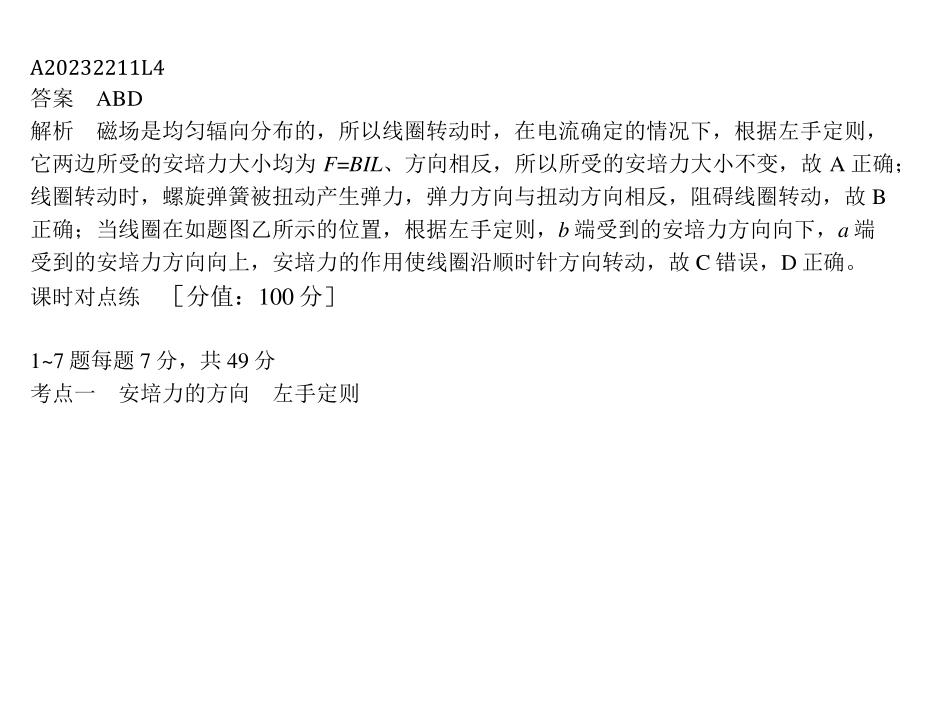 A20232211L4
答案　ABD
解析　磁场是均匀辐向分布的，所以线圈转动时，在电流确定的情况下，根据左手定则，
它两边所受的安培力大小均为 F=BIL、方向相反，所以所受的安培力大小不变，故 A 正确；
线圈转动时，螺旋弹簧被扭动产生弹力，弹力方向与扭动方向相反，阻碍线圈转动，故 B
正确；当线圈在如题图乙所示的位置，根据左手定则，b 端受到的安培力方向向下，a 端
受到的安培力方向向上，安培力的作用使线圈沿顺时针方向转动，故 C 错误，D 正确。
课时对点练　［分值：100 分］
1~7 题每题 7 分，共 49 分
考点一　安培力的方向　左手定则